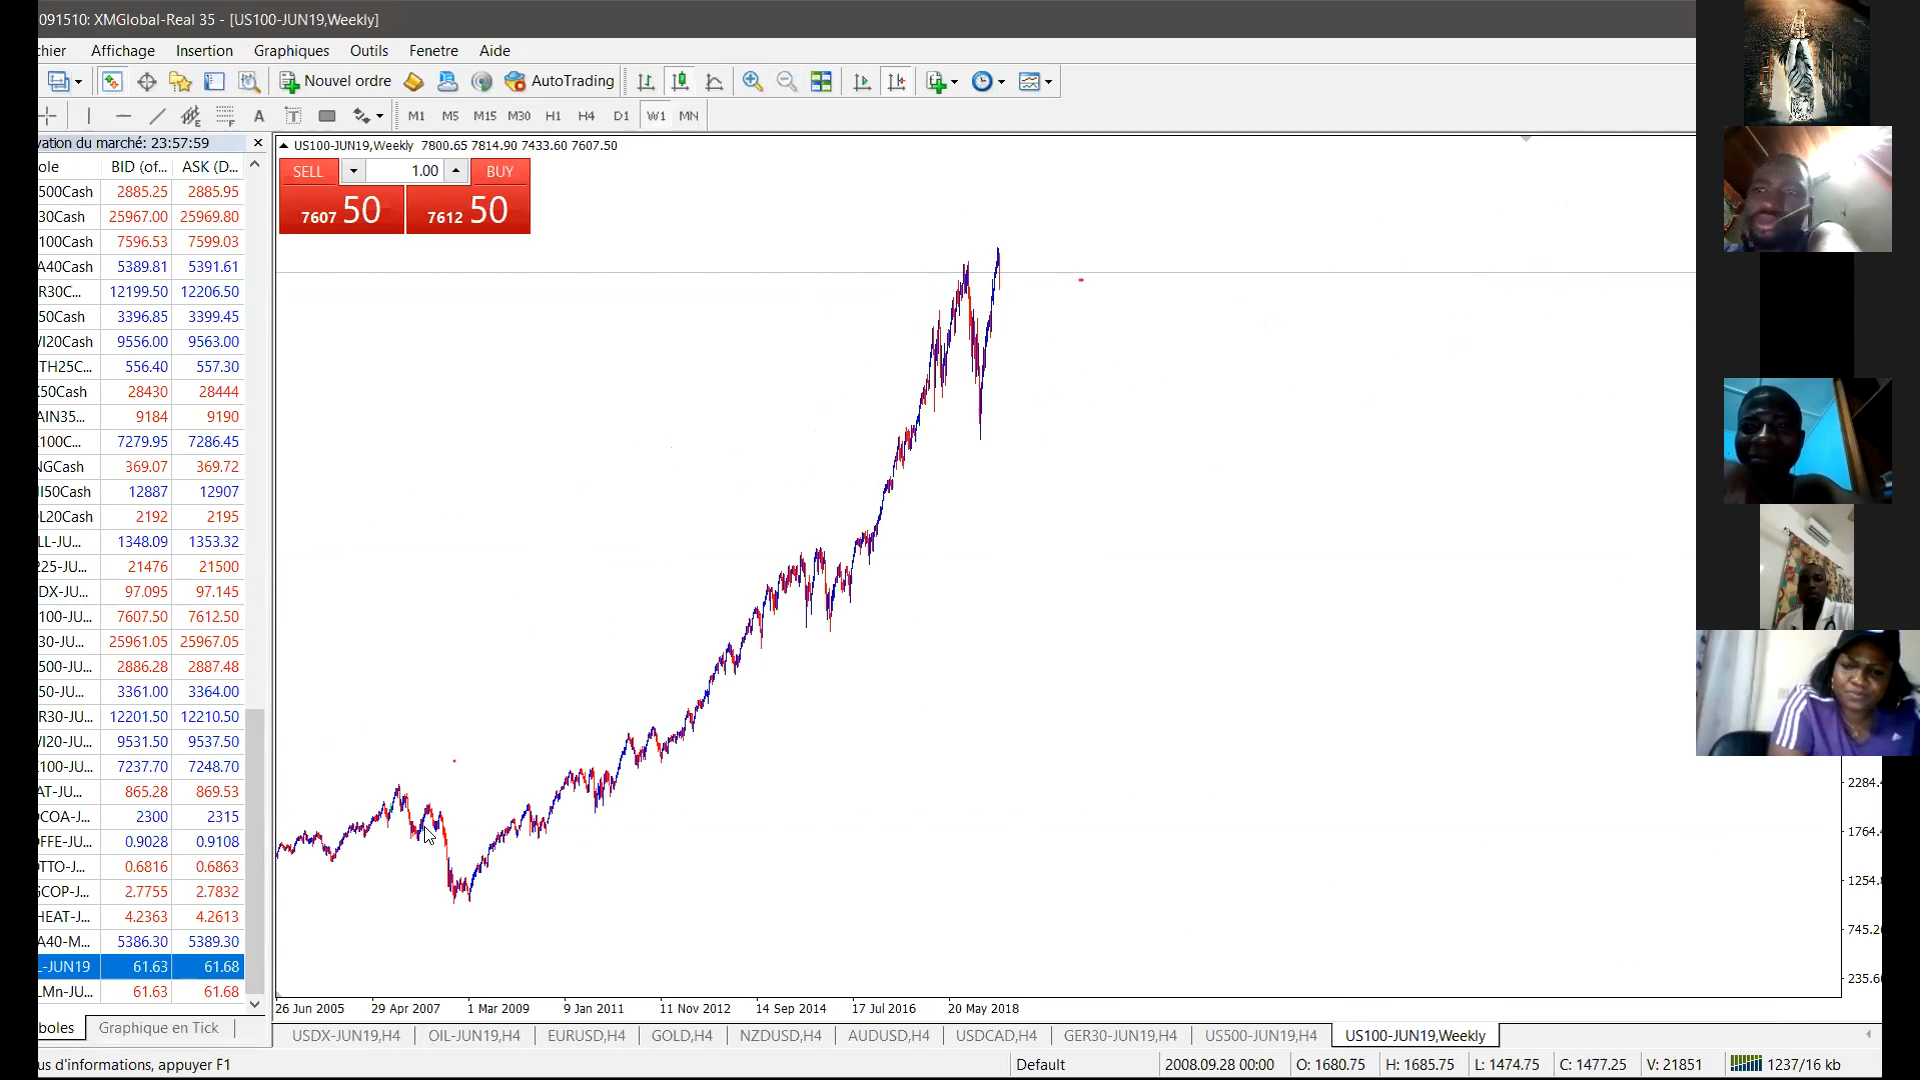 091510: XMGlobal-Real 35 - [US100-JUN19,Weekly]
chier Affichage Insertion Graphiques Outils Fenetre Aide
Nouvel ordre AutoTrading
A T M1 M5 M15 M30 H1 H4 D1 W1 MN
vation du marché: 23:57:59
ole BID (of... ASK (D...
500Cash 2885.25 2885.95
30Cash 25967.00 25969.80
100Cash 7596.53 7599.03
A40Cash 5389.81 5391.61
R30C... 12199.50 12206.50
50Cash 3396.85 3399.45
VI20Cash 9556.00 9563.00
TH25C... 556.40 557.30
K50Cash 28430 28444
AIN35... 9184 9190
100C... 7279.95 7286.45
NGCash 369.07 369.72
NI50Cash 12887 12907
DL20Cash 2192 2195
LL-JU... 1348.09 1353.32
225-JU... 21476 21500
DX-JU... 97.095 97.145
100-JU... 7607.50 7612.50
30-JU... 25961.05 25967.05
500-JU... 2886.28 2887.48
50-JU... 3361.00 3364.00
R30-JU... 12201.50 12210.50
VI20-JU... 9531.50 9537.50
100-JU... 7237.70 7248.70
AT-JU... 865.28 869.53
COA-J... 2300 2315
FFE-JU... 0.9028 0.9108
OTTO-J... 0.6816 0.6863
GCOP-J... 2.7755 2.7832
HEAT-J... 4.2363 4.2613
A40-M... 5386.30 5389.30
L-JUN19 61.63 61.68
LMn-JU... 61.63 61.68
boles Graphique en Tick
US100-JUN19,Weekly 7800.65 7814.90 7433.60 7607.50
SELL 1.00 BUY
7607 50 7612 50
2284.4
1764.4
1254.8
745.20
235.60
26 Jun 2005 29 Apr 2007 1 Mar 2009 9 Jan 2011 11 Nov 2012 14 Sep 2014 17 Jul 2016 20 May 2018
USDX-JUN19,H4 OIL-JUN19,H4 EURUSD,H4 GOLD,H4 NZDUSD,H4 AUDUSD,H4 USDCAD,H4 GER30-JUN19,H4 US500-JUN19,H4 US100-JUN19,Weekly
us d'informations, appuyer F1 Default 2008.09.28 00:00 O: 1680.75 H: 1685.75 L: 1474.75 C: 1477.25 V: 21851 1237/16 kb